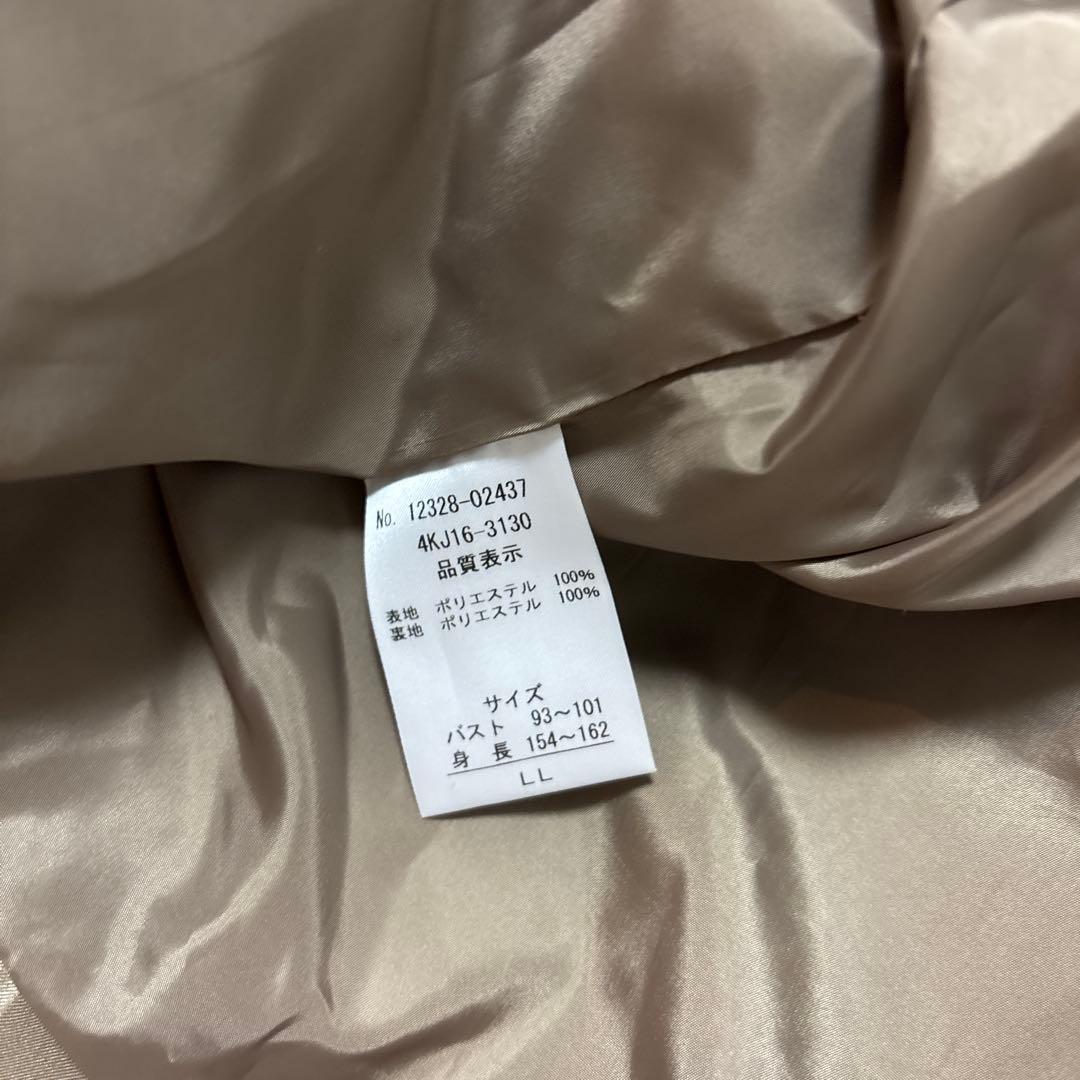 No. 12328-02437
4KJ16-3130
品質表示
表地 ポリエステル 100%
裏地 ポリエステル 100%
サイズ
バスト 93～101
身 長 154～162
LL